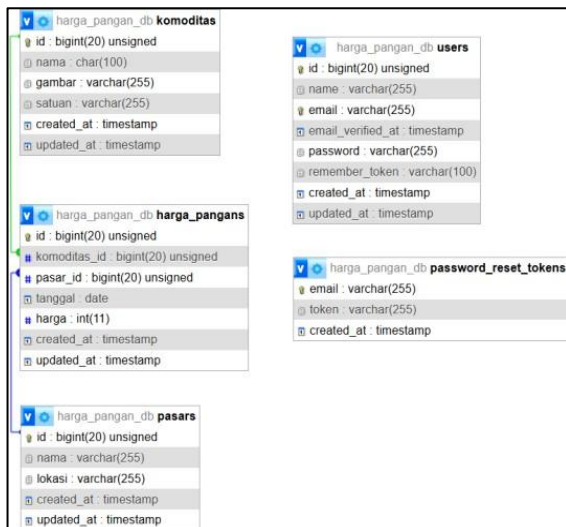 harga_pangan_db komoditas
id : bigint(20) unsigned
nama : char(100)
gambar : varchar(255)
satuan : varchar(255)
created_at : timestamp
updated_at : timestamp
harga_pangan_db harga_pangans
id : bigint(20) unsigned
komoditas_id : bigint(20) unsigned
pasar_id : bigint(20) unsigned
tanggal : date
harga : int(11)
created_at : timestamp
updated_at : timestamp
harga_pangan_db pasars
id : bigint(20) unsigned
nama : varchar(255)
lokasi : varchar(255)
created_at : timestamp
updated_at : timestamp
harga_pangan_db users
id : bigint(20) unsigned
name : varchar(255)
email : varchar(255)
email_verified_at : timestamp
password : varchar(255)
remember_token : varchar(100)
created_at : timestamp
updated_at : timestamp
harga_pangan_db password_reset_tokens
email : varchar(255)
token : varchar(255)
created_at : timestamp